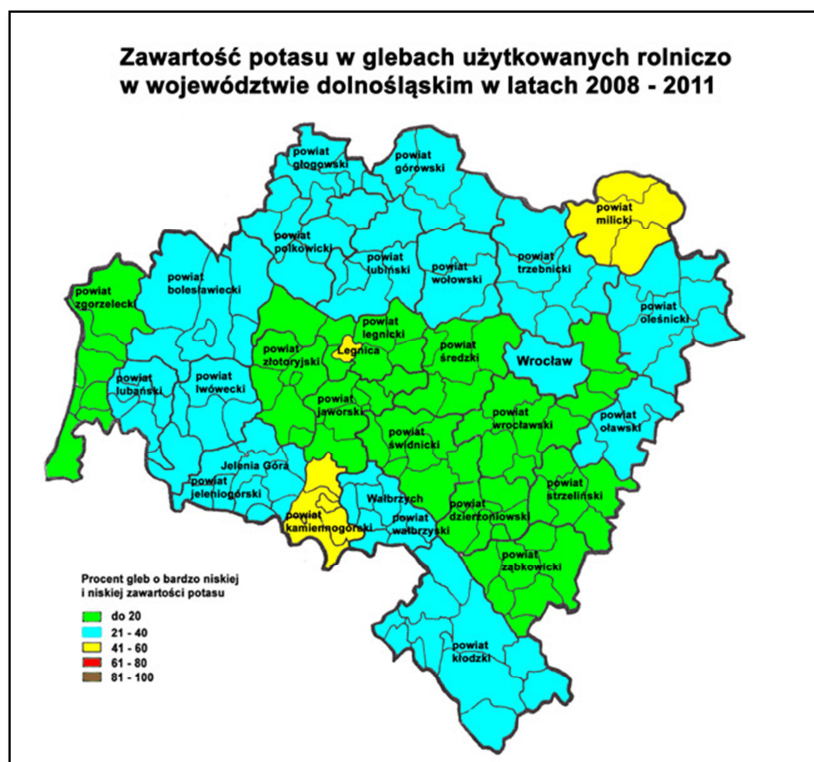 Zawartość potasu w glebach użytkowanych rolniczo
w województwie dolnośląskim w latach 2008 - 2011
powiat
głogowski
powiat
górowski
powiat
milicki
powiat
polkowicki
powiat
lubiński
powiat
wołowski
powiat
trzebnicki
powiat
bolesławiecki
powiat
zgorzelecki
powiat
oleśnicki
powiat
legnicki
Legnica
powiat
złotoryjski
powiat
średzki
Wrocław
powiat
lubański
powiat
lwówecki
powiat
jaworski
powiat
świdnicki
powiat
wrocławski
powiat
oławski
Jelenia Góra
powiat
jeleniogórski
Wałbrzych
powiat
kamiennogórski
powiat
wałbrzyski
powiat
dzierżoniowski
powiat
strzeliński
powiat
ząbkowicki
powiat
kłodzki
Procent gleb o bardzo niskiej
i niskiej zawartości potasu
do 20
21 - 40
41 - 60
61 - 80
81 - 100